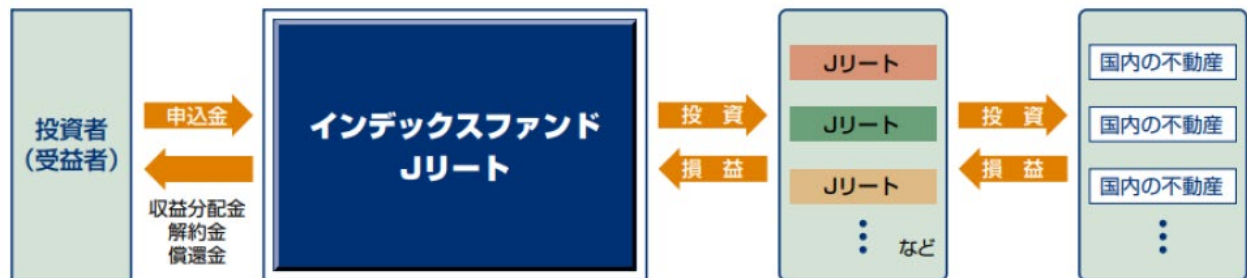 投資者
(受益者)
申込金
収益分配金
解約金
償還金
インデックスファンド
Jリート
投資
損益
Jリート
Jリート
Jリート
など
投資
損益
国内の不動産
国内の不動産
国内の不動産